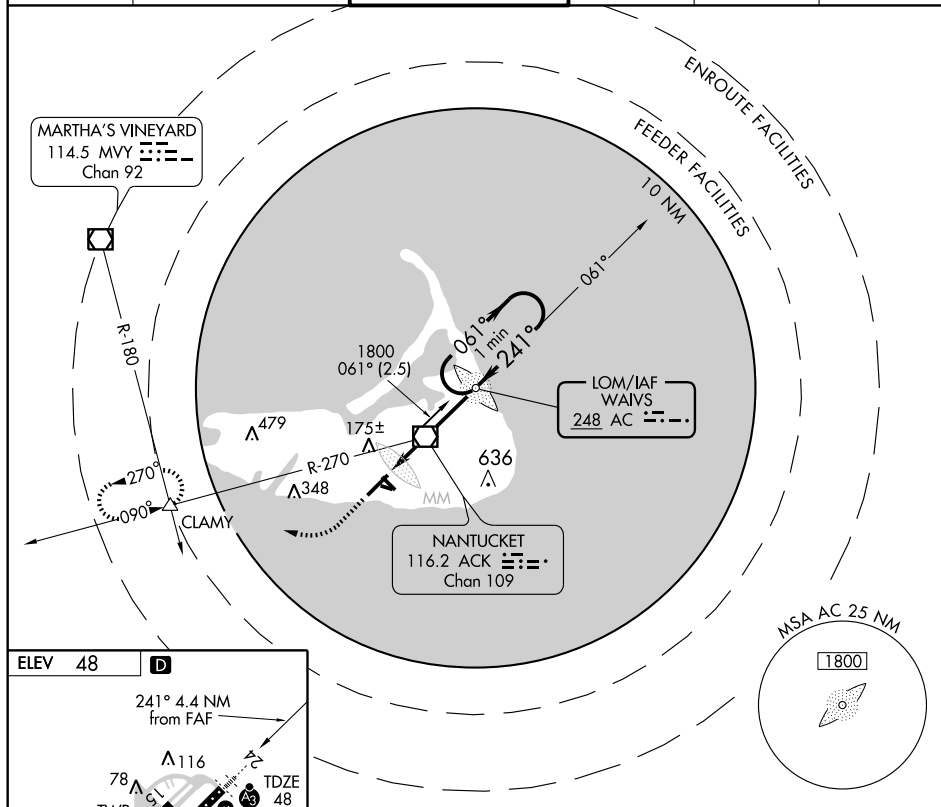 ENROUTE FACILITIES
FEEDER FACILITIES
MARTHA'S VINEYARD
114.5 MVY
Chan 92
10 NM
061°
R-180
061°
1 min
241°
1800
061° (2.5)
LOM/IAF
WAIVS
248 AC
479
175±
R-270
636
348
MM
270°
090°
CLAMY
NANTUCKET
116.2 ACK
Chan 109
MSA AC 25 NM
1800
ELEV 48
D
241° 4.4 NM
from FAF
24
116
78
15
TDZE
48
A3